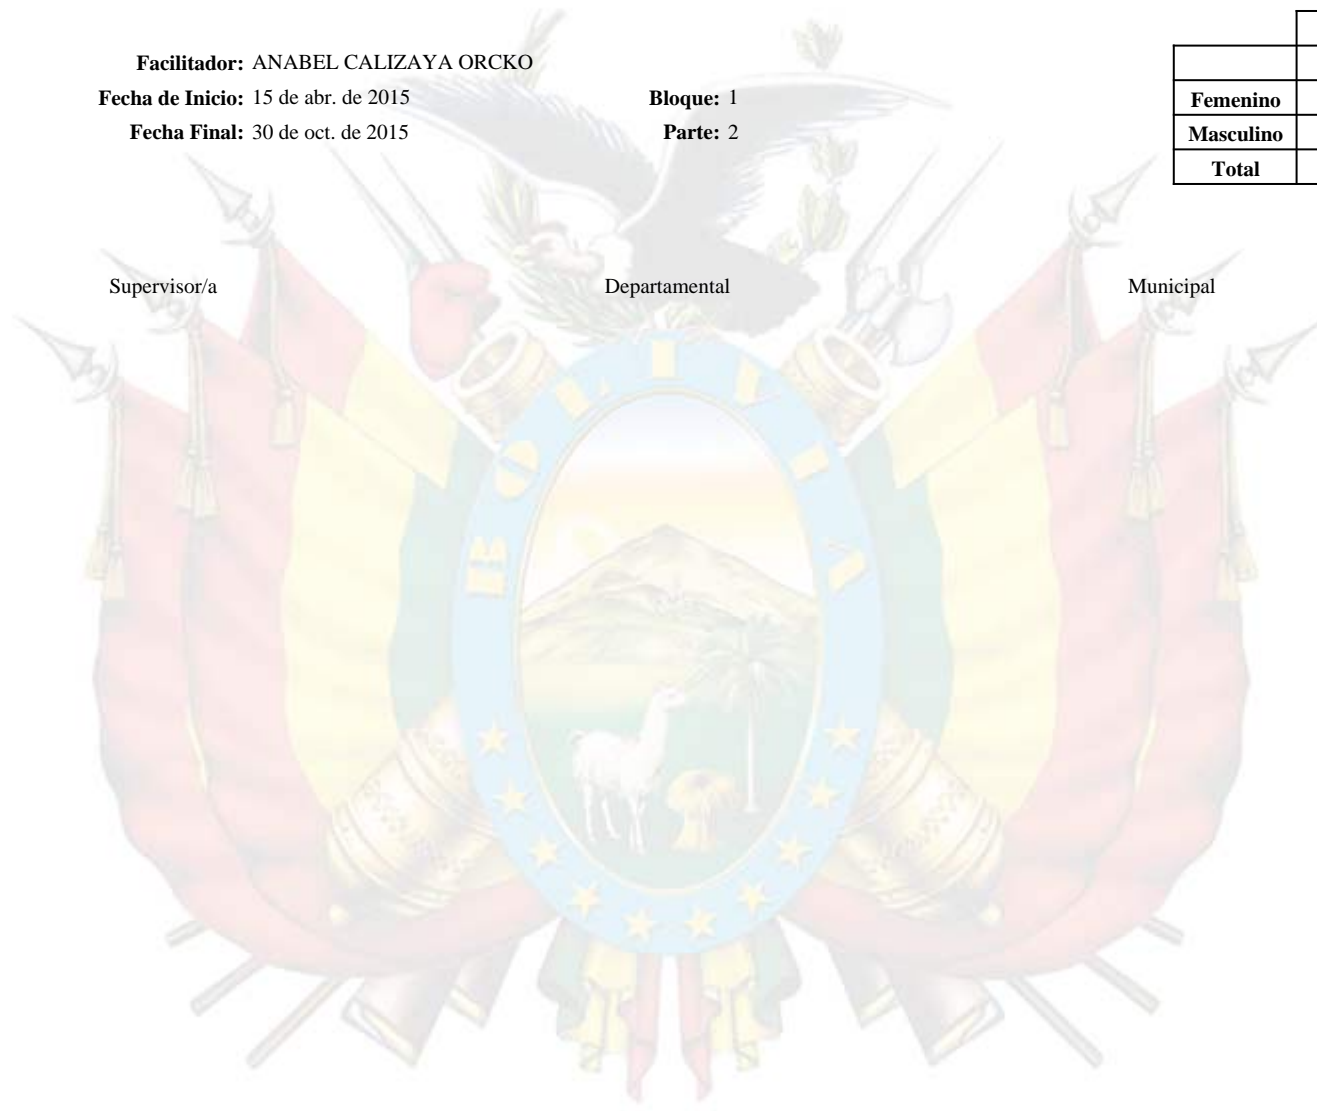 Facilitador: ANABEL CALIZAYA ORCKO
Fecha de Inicio: 15 de abr. de 2015 Bloque: 1
Fecha Final: 30 de oct. de 2015 Parte: 2
Femenino
Masculino
Total
Supervisor/a Departamental Municipal
BOLIVIA